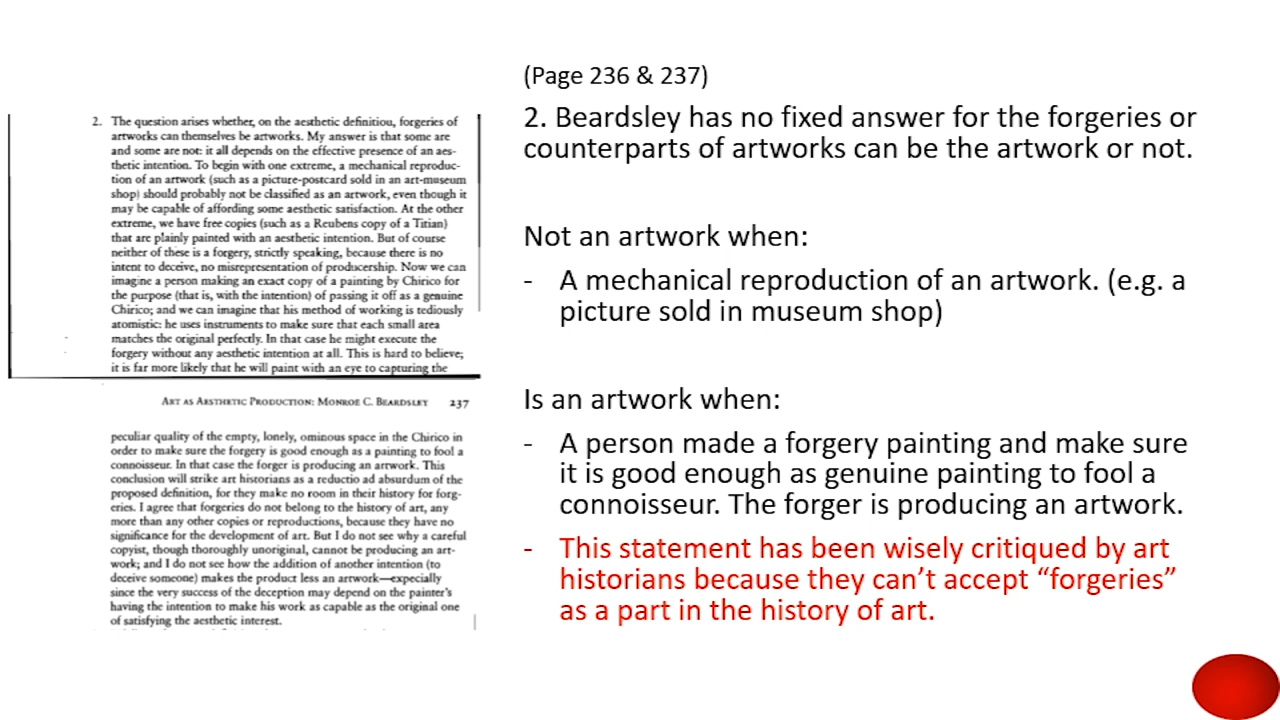 2. The question arises whether, on the aesthetic definition, forgeries of
artworks can themselves be artworks. My answer is that some are
and some are not: it all depends on the effective presence of an aes-
thetic intention. To begin with one extreme, a mechanical reproduc-
tion of an artwork (such as a picture-postcard sold in an art-museum
shop) should probably not be classified as an artwork, even though it
may be capable of affording some aesthetic satisfaction. At the other
extreme, we have free copies (such as a Reubens copy of a Titian)
that are plainly painted with an aesthetic intention. But of course
neither of these is a forgery, strictly speaking, because there is no
intent to deceive, no misrepresentation of producership. Now we can
imagine a person making an exact copy of a painting by Chirico for
the purpose (that is, with the intention) of passing it off as a genuine
Chirico; and we can imagine that his method of working is tediously
atomistic: he uses instruments to make sure that each small area
matches the original perfectly. In that case he might execute the
forgery without any aesthetic intention at all. This is hard to believe;
it is far more likely that he will paint with an eye to capturing the
ART AS AESTHETIC PRODUCTION: MONROE C. BEARDSLEY 237
peculiar quality of the empty, lonely, ominous space in the Chirico in
order to make sure the forgery is good enough as a painting to fool a
connoisseur. In that case the forger is producing an artwork. This
conclusion will strike art historians as a reductio ad absurdum of the
proposed definition, for they make no room in their history for forg-
eries. I agree that forgeries do not belong to the history of art, any
more than any other copies or reproductions, because they have no
significance for the development of art. But I do not see why a careful
copyist, though thoroughly unoriginal, cannot be producing an art-
work; and I do not see how the addition of another intention (to
deceive someone) makes the product less an artwork—especially
since the very success of the deception may depend on the painter's
having the intention to make his work as capable as the original one
of satisfying the aesthetic interest.
(Page 236 & 237)
2. Beardsley has no fixed answer for the forgeries or
counterparts of artworks can be the artwork or not.
Not an artwork when:
- A mechanical reproduction of an artwork. (e.g. a
picture sold in museum shop)
Is an artwork when:
- A person made a forgery painting and make sure
it is good enough as genuine painting to fool a
connoisseur. The forger is producing an artwork.
- This statement has been wisely critiqued by art
historians because they can't accept “forgeries”
as a part in the history of art.